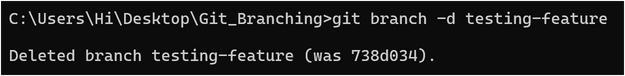 C:\Users\Hi\Desktop\Git_Branching>git branch -d testing-feature
Deleted branch testing-feature (was 738d034).